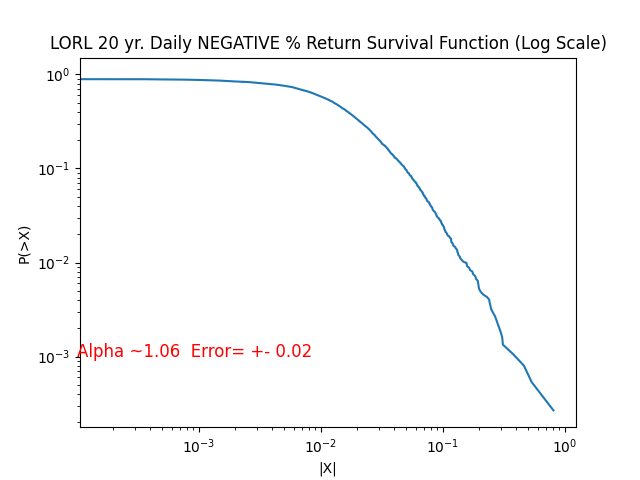 LORL 20 yr. Daily NEGATIVE % Return Survival Function (Log Scale)
10⁰
10⁻¹
10⁻²
10⁻³
P(>X)
Alpha ~1.06  Error= +- 0.02
10⁻³ 10⁻² 10⁻¹ 10⁰
|X|